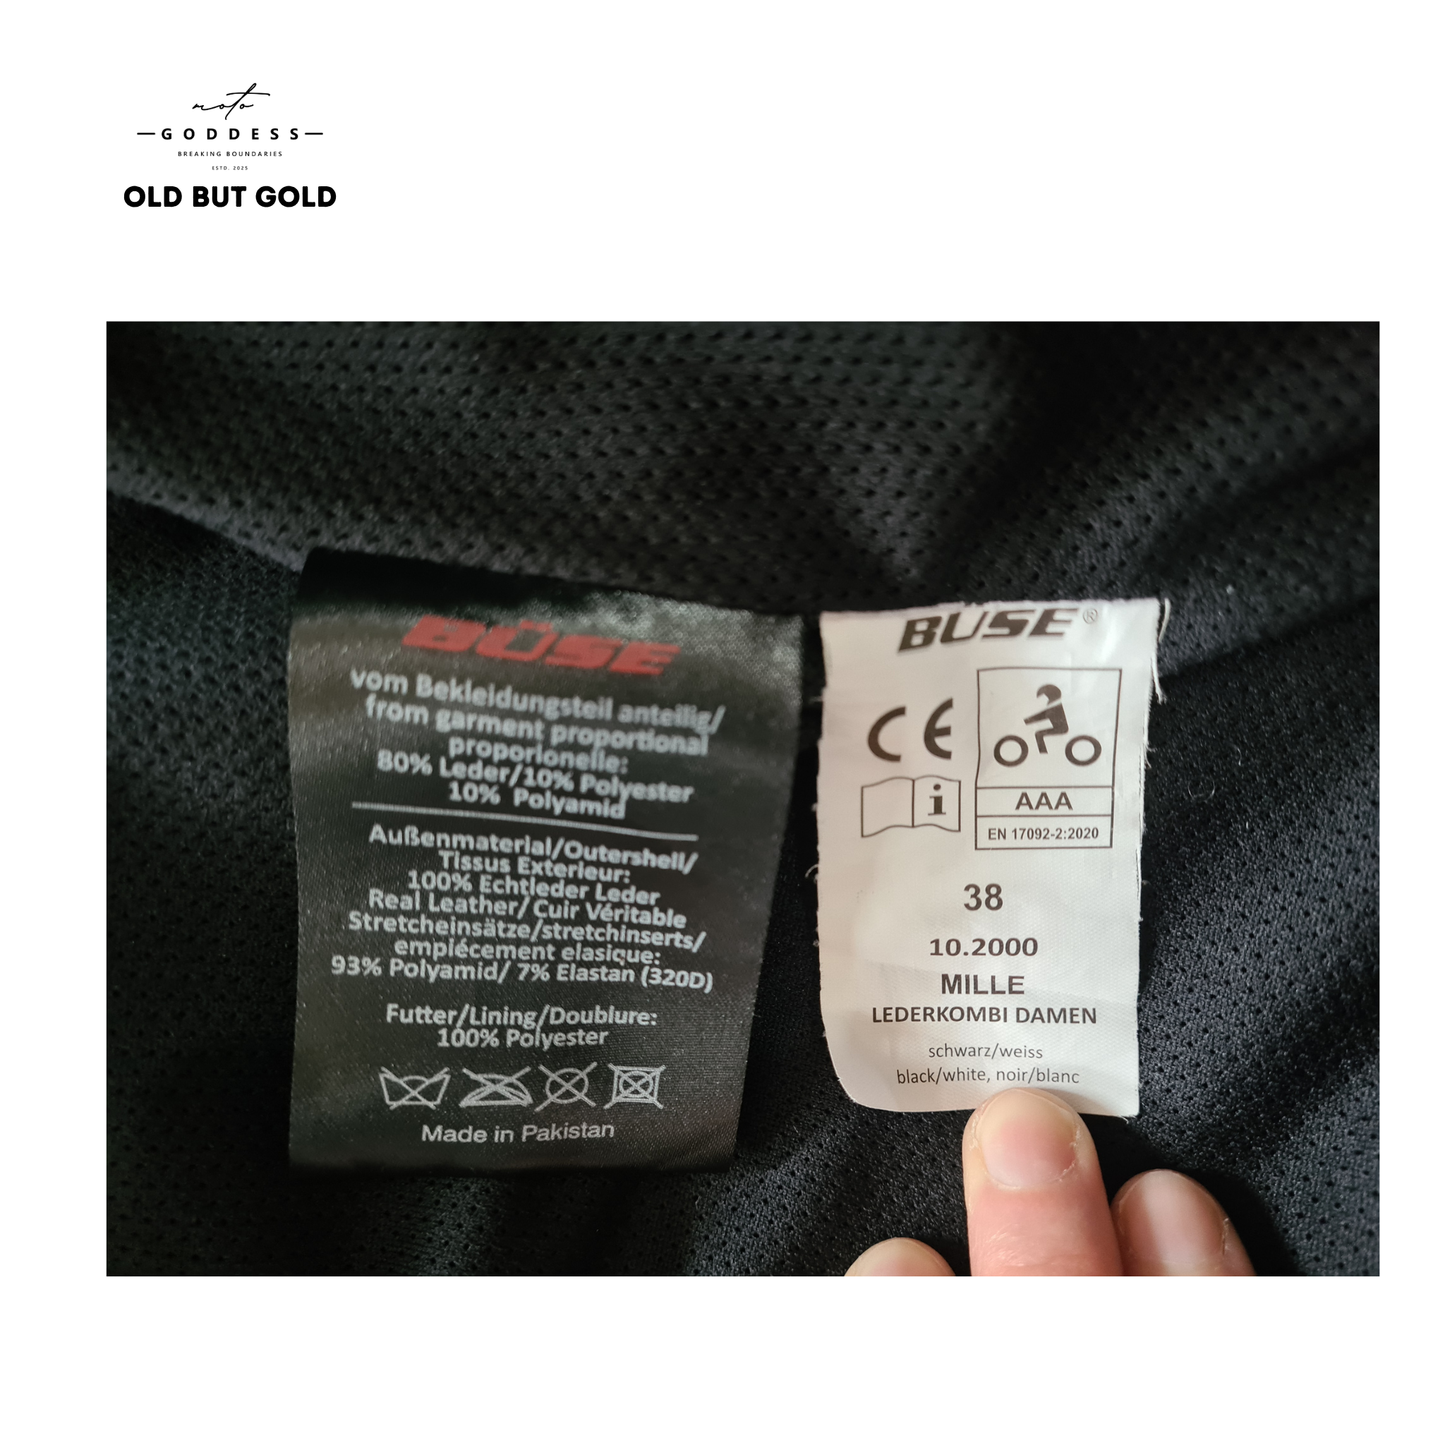 moto
GODDESS
BREAKING BOUNDARIES
ESTD. 2025
OLD BUT GOLD
BÜSE
vom Bekleidungsteil anteilig/
from garment proportional
proporionelle:
80% Leder/10% Polyester
10% Polyamid
Außenmaterial/Outershell/
Tissus Exterieur:
100% Echtleder Leder
Real Leather/ Cuir Véritable
Stretcheinsätze/stretchinserts/
empiécement elasique:
93% Polyamid/ 7% Elastan (320D)
Futter/Lining/Doublure:
100% Polyester
Made in Pakistan
BÜSE®
CE
i
AAA
EN 17092-2:2020
38
10.2000
MILLE
LEDERKOMBI DAMEN
schwarz/weiss
black/white, noir/blanc